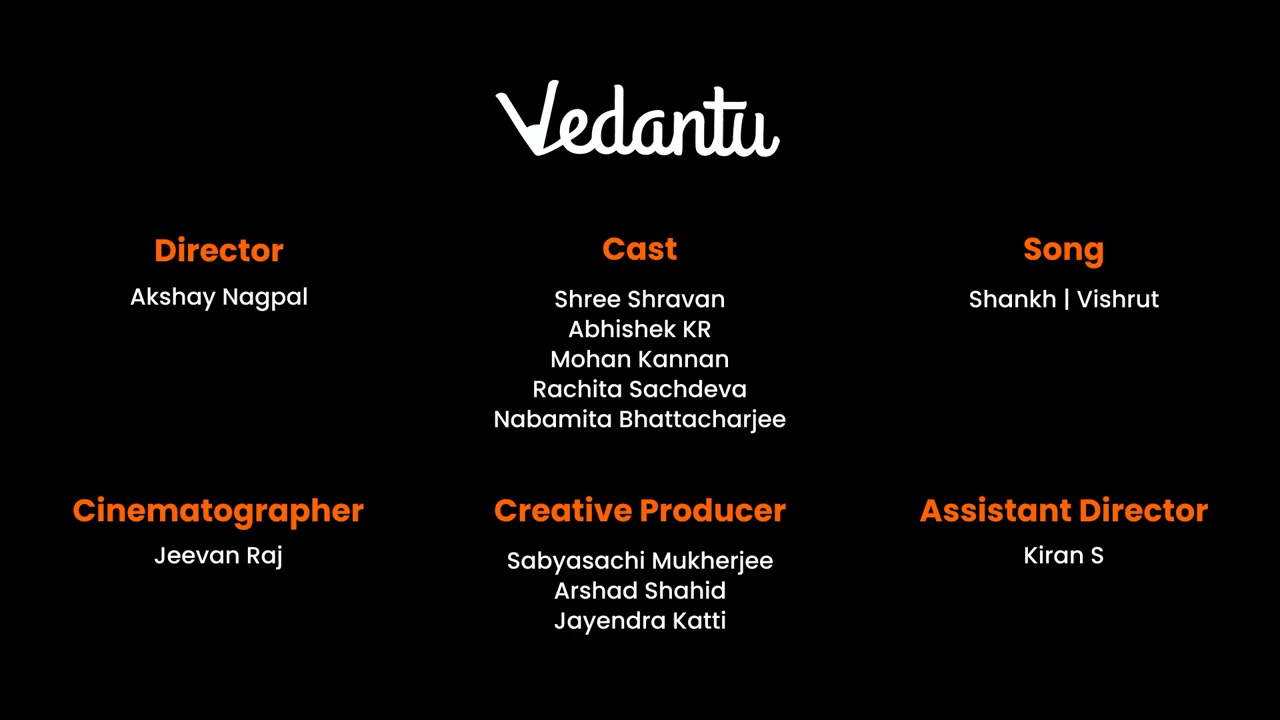 Vedantu
Director
Akshay Nagpal
Cast
Shree Shravan
Abhishek KR
Mohan Kannan
Rachita Sachdeva
Nabamita Bhattacharjee
Song
Shankh | Vishrut
Cinematographer
Jeevan Raj
Creative Producer
Sabyasachi Mukherjee
Arshad Shahid
Jayendra Katti
Assistant Director
Kiran S